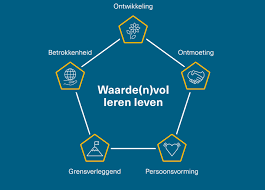 Ontwikkeling
Betrokkenheid
Ontmoeting
Waarde(n)vol
leren leven
Grensverleggend
Persoonsvorming